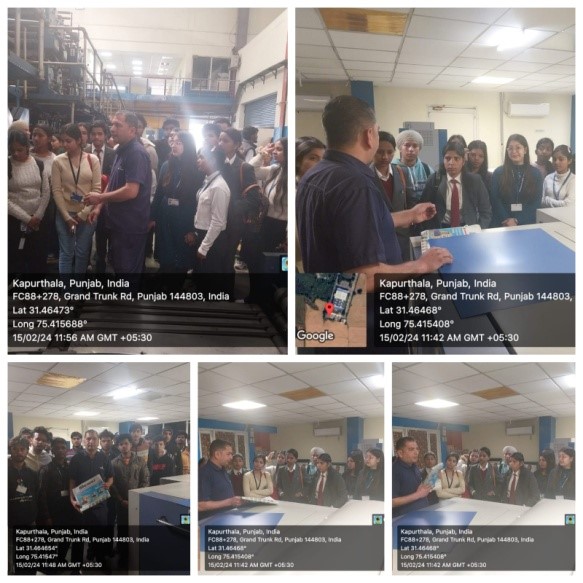 Kapurthala, Punjab, India
FC88+278, Grand Trunk Rd, Punjab 144803, India
Lat 31.46473°
Long 75.415688°
15/02/24 11:56 AM GMT +05:30
Google
Kapurthala, Punjab, India
FC88+278, Grand Trunk Rd, Punjab 144803,
Lat 31.46468°
Long 75.415408°
15/02/24 11:42 AM GMT +05:30
Kapurthala, Punjab, India
FC88+278, Grand Trunk Rd, Punjab 144803, India
Lat 31.464654°
Long 75.41547°
15/02/24 11:48 AM GMT +05:30
Kapurthala, Punjab, India
FC88+278, Grand Trunk Rd, Punjab 144803, India
Lat 31.46468°
Long 75.415408°
15/02/24 11:42 AM GMT +05:30
Kapurthala, Punjab, India
FC88+278, Grand Trunk Rd, Punjab 144803, India
Lat 31.46468°
Long 75.415408°
15/02/24 11:42 AM GMT +05:30